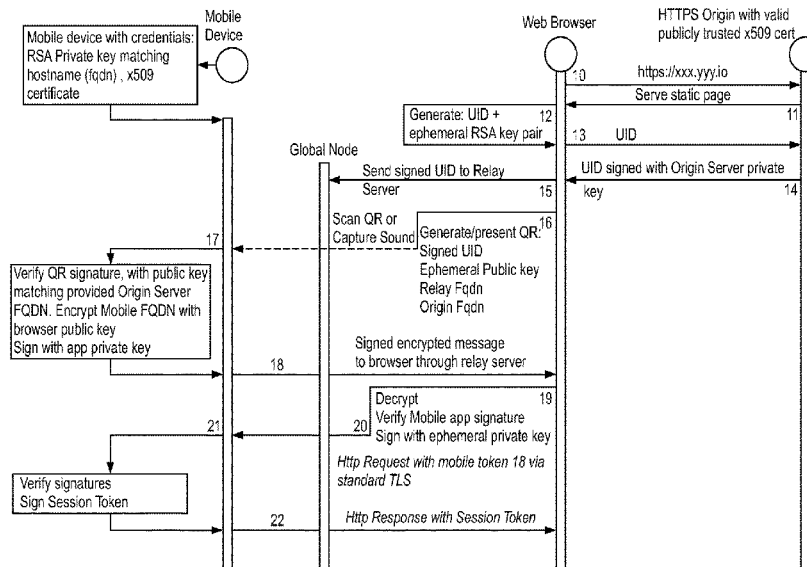 Mobile
Device
Web Browser
HTTPS Origin with valid
publicly trusted x509 cert
Mobile device with credentials:
RSA Private key matching
hostname (fqdn) , x509
certificate
10
https://xxx.yyy.io
Serve static page
11
12
Generate: UID +
ephemeral RSA key pair
13
UID
Global Node
Send signed UID to Relay
Server
15
UID signed with Origin Server private
key
14
Scan QR or
Capture Sound
16
Generate/present QR:
Signed UID
Ephemeral Public key
Relay Fqdn
Origin Fqdn
17
Verify QR signature, with public key
matching provided Origin Server
FQDN. Encrypt Mobile FQDN with
browser public key
Sign with app private key
18
Signed encrypted message
to browser through relay server
19
Decrypt
Verify Mobile app signature
Sign with ephemeral private key
20
21
Http Request with mobile token 18 via
standard TLS
Verify signatures
Sign Session Token
22
Http Response with Session Token